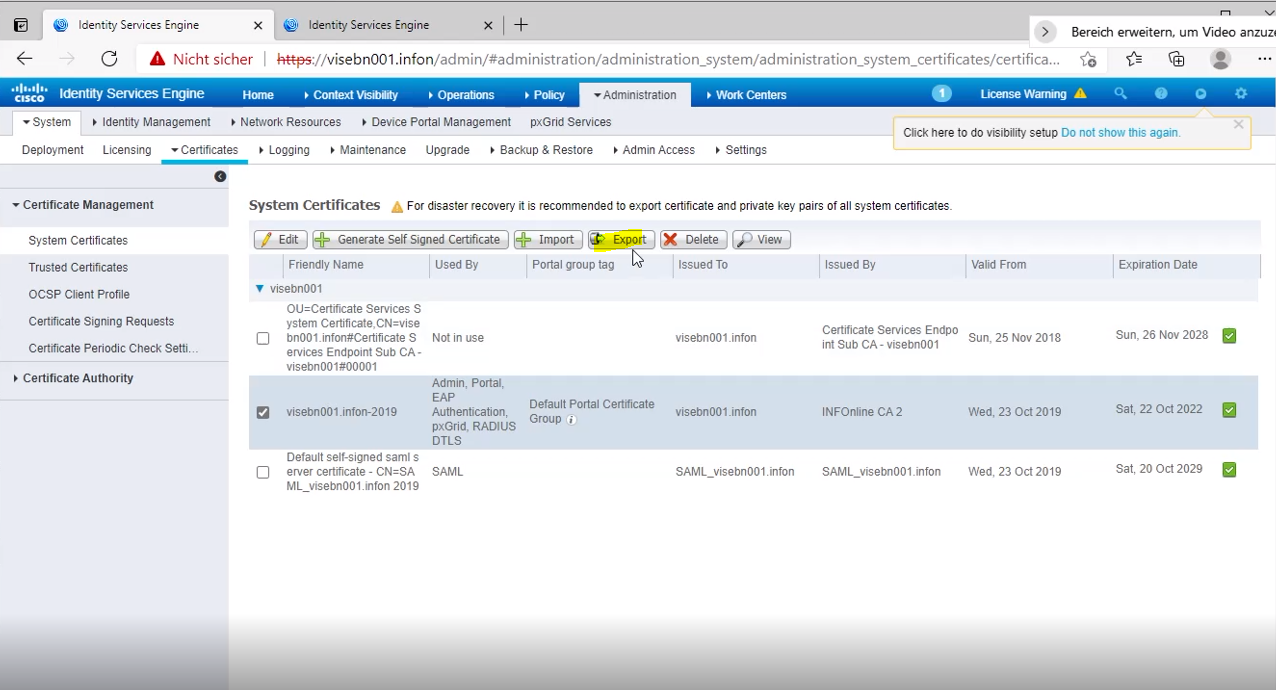 Identity Services Engine
Identity Services Engine
Bereich erweitern, um Video anzuze
Nicht sicher https://visebn001.infon/admin/#administration/administration_system/administration_system_certificates/certifica...
CISCO Identity Services Engine Home Context Visibility Operations Policy Administration Work Centers 1 License Warning
System Identity Management Network Resources Device Portal Management pxGrid Services
Click here to do visibility setup Do not show this again.
Deployment Licensing Certificates Logging Maintenance Upgrade Backup & Restore Admin Access Settings
Certificate Management
System Certificates
Trusted Certificates
OCSP Client Profile
Certificate Signing Requests
Certificate Periodic Check Setti...
Certificate Authority
System Certificates For disaster recovery it is recommended to export certificate and private key pairs of all system certificates.
Edit Generate Self Signed Certificate Import Export Delete View
Friendly Name Used By Portal group tag Issued To Issued By Valid From Expiration Date
visebn001
OU=Certificate Services S
ystem Certificate,CN=vise
bn001.infon#Certificate S
ervices Endpoint Sub CA -
visebn001#00001
Not in use
visebn001.infon
Certificate Services Endpo
int Sub CA - visebn001
Sun, 25 Nov 2018
Sun, 26 Nov 2028
visebn001.infon-2019
Admin, Portal,
EAP
Authentication,
pxGrid, RADIUS
DTLS
Default Portal Certificate
Group
visebn001.infon
INFOnline CA 2
Wed, 23 Oct 2019
Sat, 22 Oct 2022
Default self-signed saml s
erver certificate - CN=SA
ML_visebn001.infon 2019
SAML
SAML_visebn001.infon
SAML_visebn001.infon
Wed, 23 Oct 2019
Sat, 20 Oct 2029